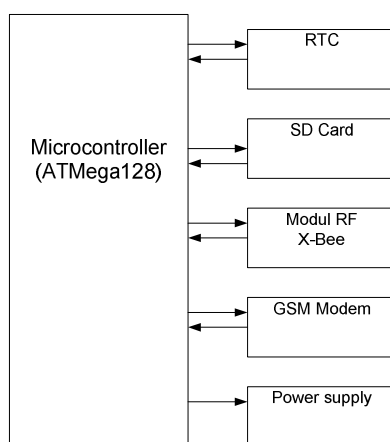 Microcontroller
(ATMega128)
RTC
SD Card
Modul RF
X-Bee
GSM Modem
Power supply